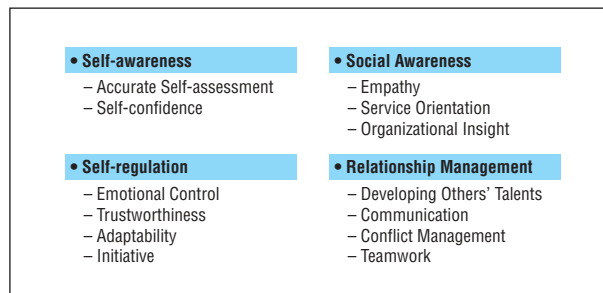 • Self-awareness
– Accurate Self-assessment
– Self-confidence
• Social Awareness
– Empathy
– Service Orientation
– Organizational Insight
• Self-regulation
– Emotional Control
– Trustworthiness
– Adaptability
– Initiative
• Relationship Management
– Developing Others’ Talents
– Communication
– Conflict Management
– Teamwork